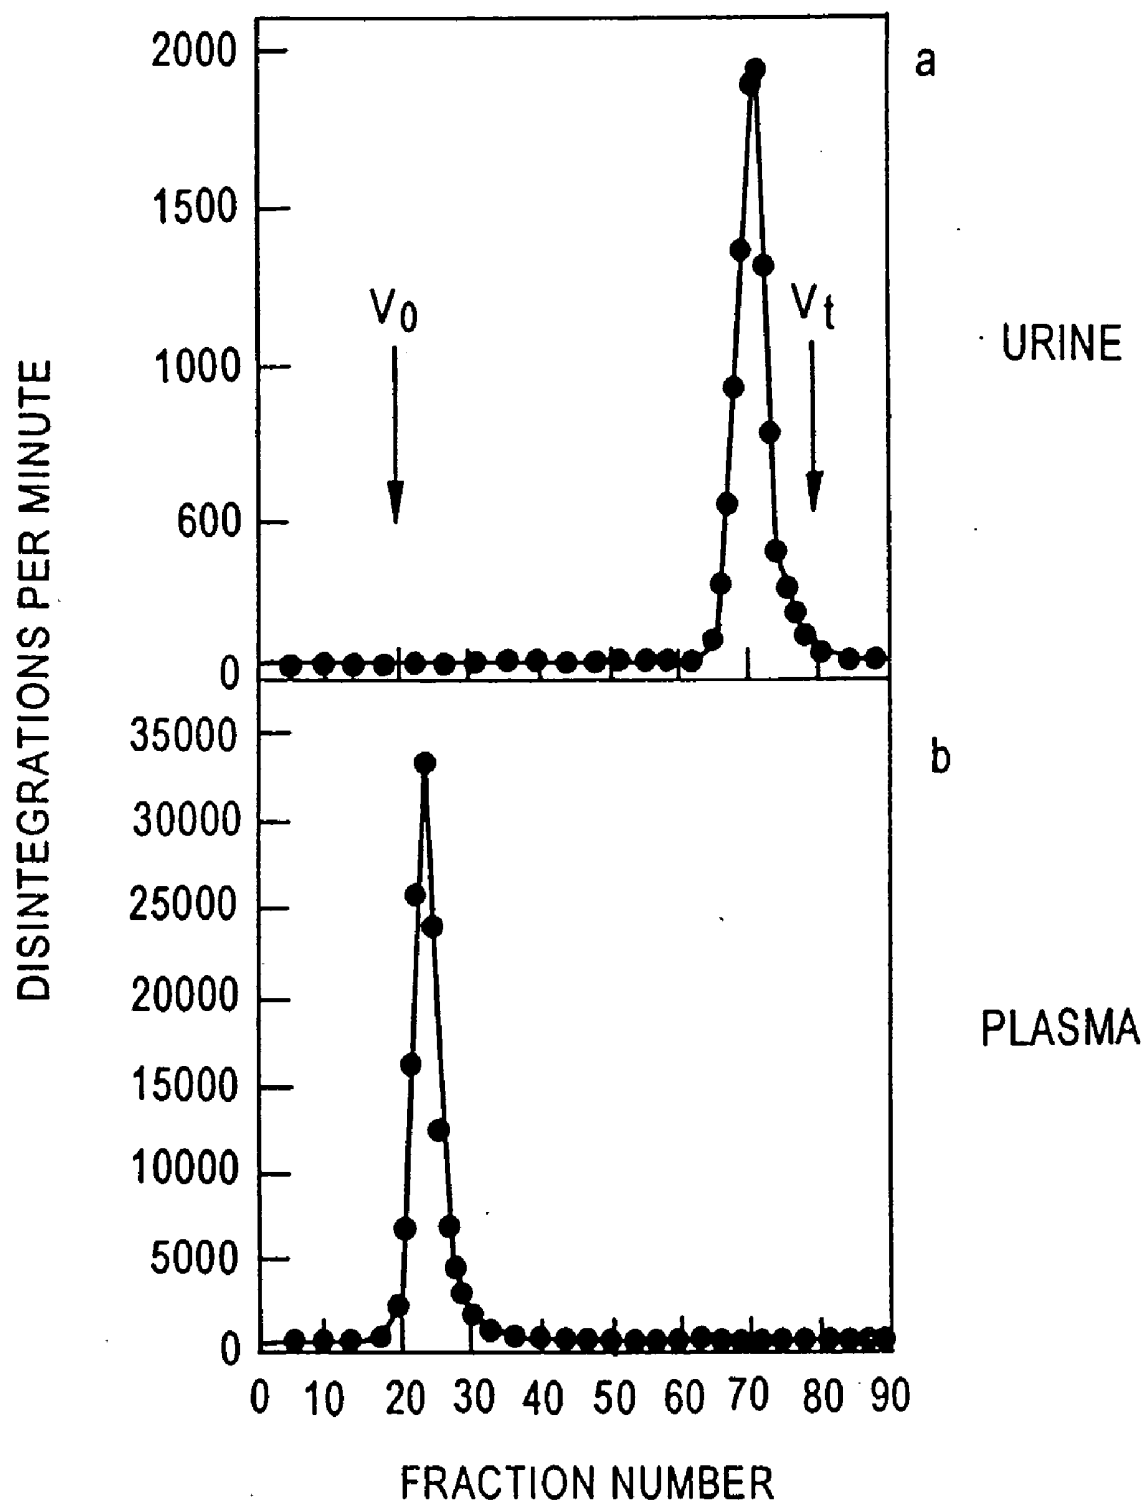 2000
a
1500
V0
Vt
URINE
1000
600
0
DISINTEGRATIONS PER MINUTE
35000
b
30000
25000
20000
PLASMA
15000
10000
5000
0
0 10 20 30 40 50 60 70 80 90
FRACTION NUMBER